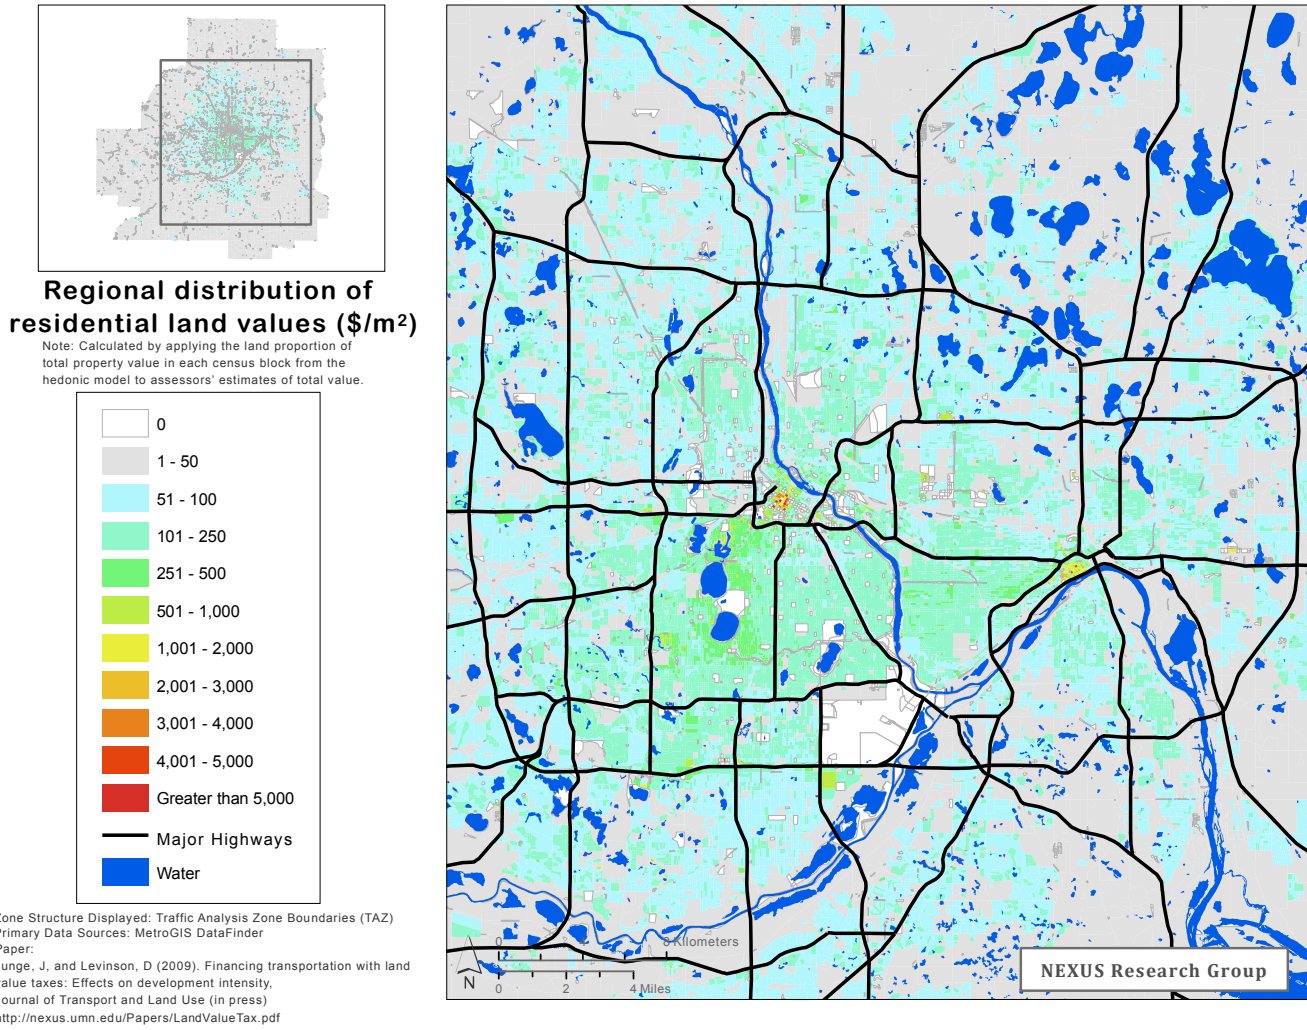 Regional distribution of
residential land values ($/m²)
Note: Calculated by applying the land proportion of
total property value in each census block from the
hedonic model to assessors' estimates of total value.
0
1 - 50
51 - 100
101 - 250
251 - 500
501 - 1,000
1,001 - 2,000
2,001 - 3,000
3,001 - 4,000
4,001 - 5,000
Greater than 5,000
Major Highways
Water
Zone Structure Displayed: Traffic Analysis Zone Boundaries (TAZ)
Primary Data Sources: MetroGIS DataFinder
Paper:
Junge, J, and Levinson, D (2009). Financing transportation with land
value taxes: Effects on development intensity,
Journal of Transport and Land Use (in press)
http://nexus.umn.edu/Papers/LandValueTax.pdf
0 8 Kilometers
N
0 2 4 Miles
NEXUS Research Group